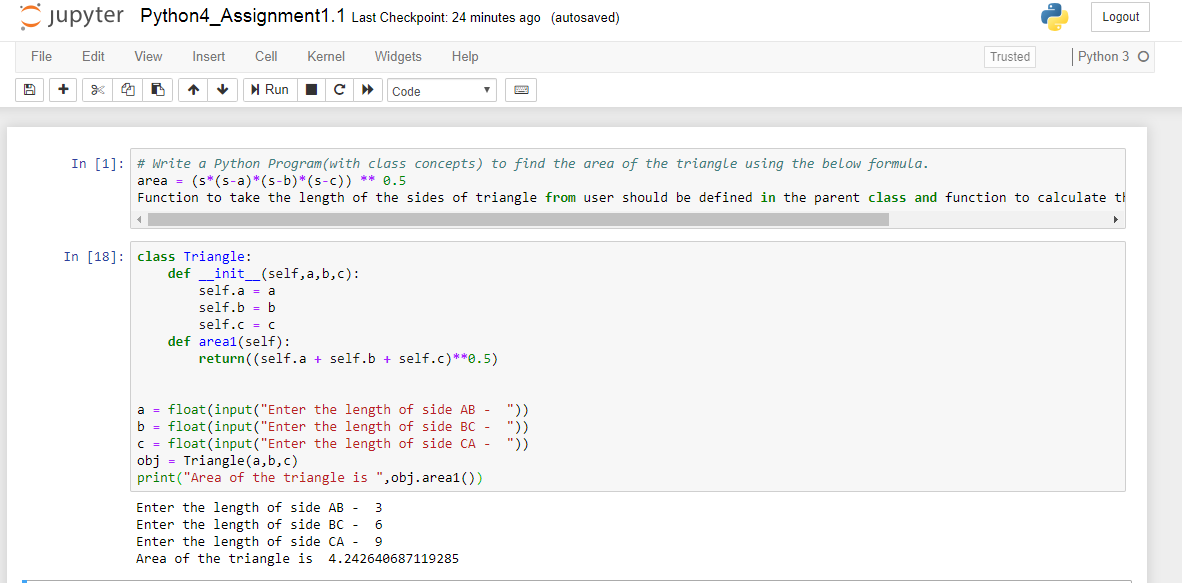 jupyter Python4_Assignment1.1 Last Checkpoint: 24 minutes ago (autosaved) Logout
File Edit View Insert Cell Kernel Widgets Help Trusted Python 3
Run Code
In [1]: # Write a Python Program(with class concepts) to find the area of the triangle using the below formula.
area = (s*(s-a)*(s-b)*(s-c)) ** 0.5
Function to take the length of the sides of triangle from user should be defined in the parent class and function to calculate
In [18]: class Triangle:
    def __init__(self,a,b,c):
        self.a = a
        self.b = b
        self.c = c
    def area1(self):
        return((self.a + self.b + self.c)**0.5)
a = float(input("Enter the length of side AB -  "))
b = float(input("Enter the length of side BC -  "))
c = float(input("Enter the length of side CA -  "))
obj = Triangle(a,b,c)
print("Area of the triangle is ",obj.area1())
Enter the length of side AB -  3
Enter the length of side BC -  6
Enter the length of side CA -  9
Area of the triangle is  4.242640687119285